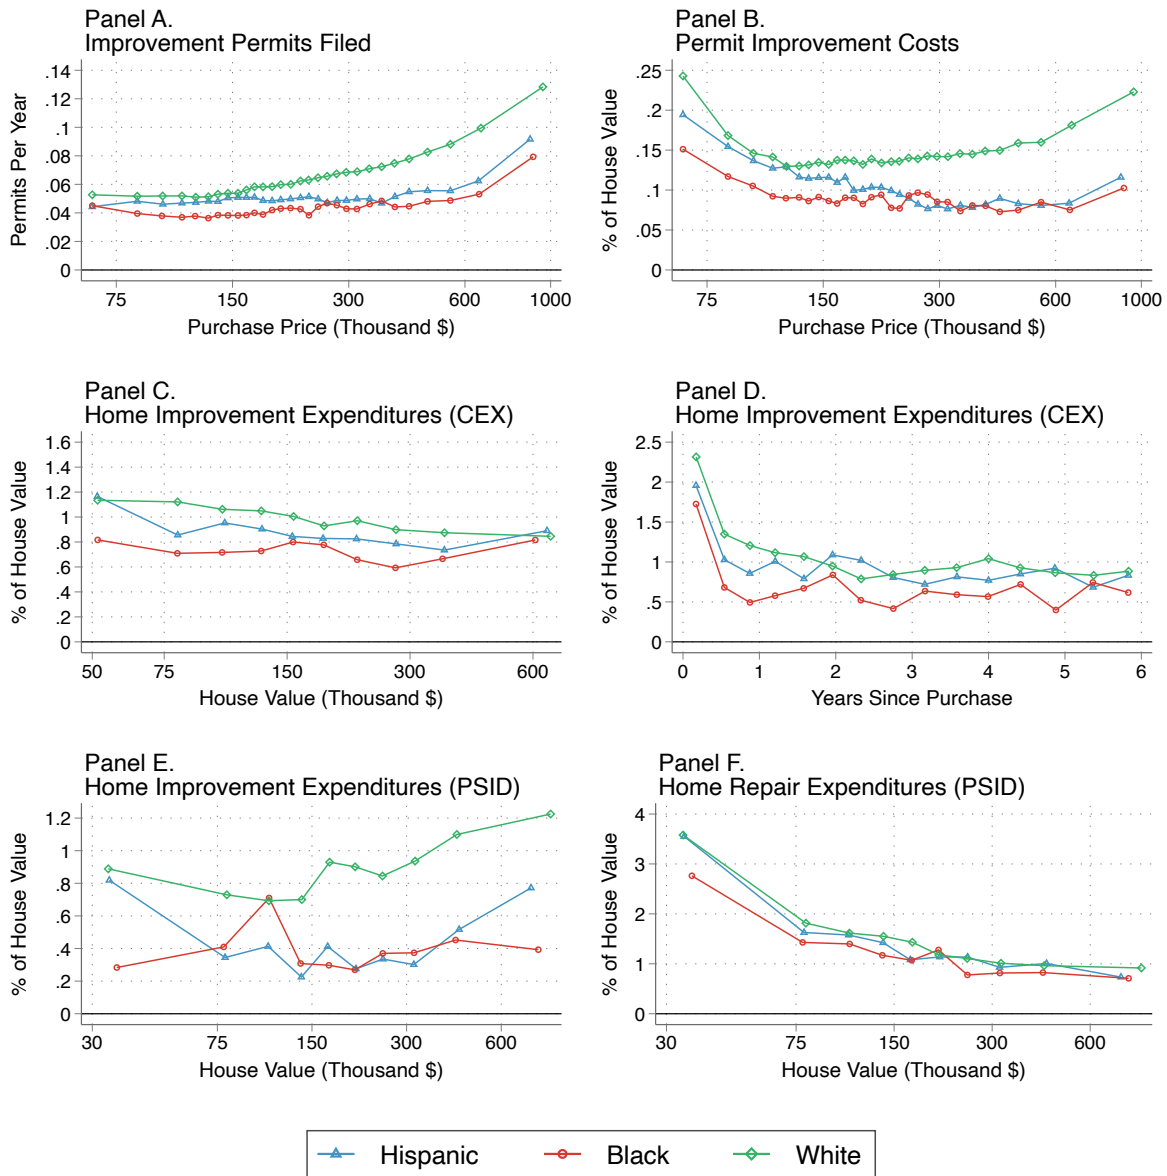 Panel A.
Improvement Permits Filed
Permits Per Year
.14
.12
.1
.08
.06
.04
.02
0
75 150 300 600 1000
Purchase Price (Thousand $)
Panel B.
Permit Improvement Costs
% of House Value
.25
.2
.15
.1
.05
0
75 150 300 600 1000
Purchase Price (Thousand $)
Panel C.
Home Improvement Expenditures (CEX)
% of House Value
1.6
1.4
1.2
1
.8
.6
.4
.2
0
50 75 150 300 600
House Value (Thousand $)
Panel D.
Home Improvement Expenditures (CEX)
% of House Value
2.5
2
1.5
1
.5
0
0 1 2 3 4 5 6
Years Since Purchase
Panel E.
Home Improvement Expenditures (PSID)
% of House Value
1.2
1
.8
.6
.4
.2
0
30 75 150 300 600
House Value (Thousand $)
Panel F.
Home Repair Expenditures (PSID)
% of House Value
4
3
2
1
0
30 75 150 300 600
House Value (Thousand $)
Hispanic Black White